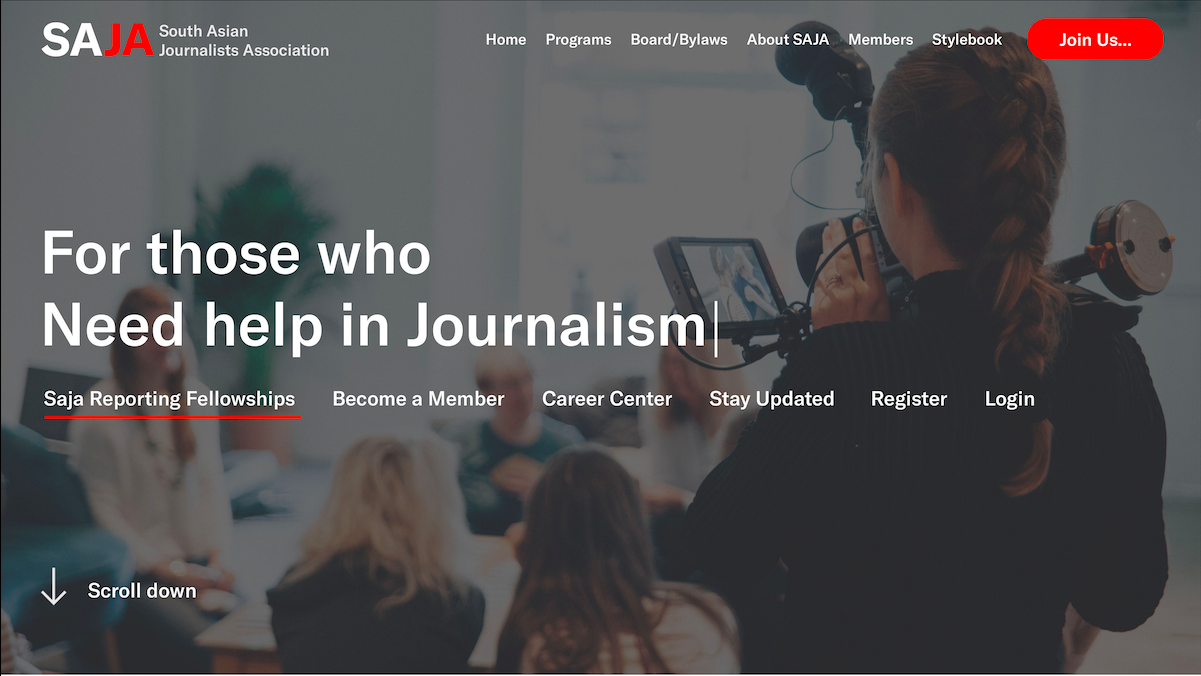 SAJA South Asian
Journalists Association
Home Programs Board/Bylaws About SAJA Members Stylebook Join Us...
For those who
Need help in Journalism|
Saja Reporting Fellowships Become a Member Career Center Stay Updated Register Login
Scroll down